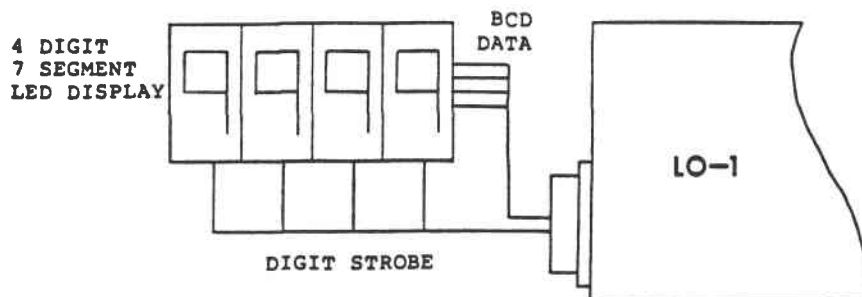 4 DIGIT
7 SEGMENT
LED DISPLAY
BCD
DATA
LO-1
DIGIT STROBE